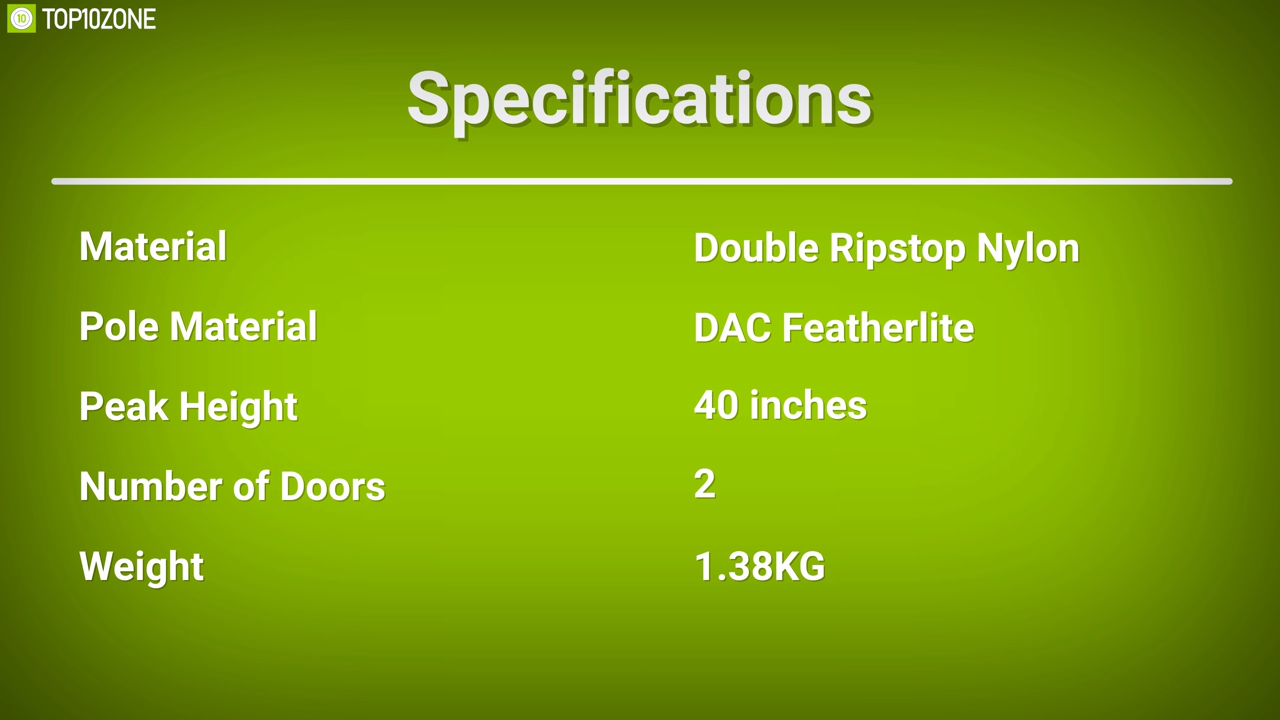 10 TOP10ZONE
Specifications
Material Double Ripstop Nylon
Pole Material DAC Featherlite
Peak Height 40 inches
Number of Doors 2
Weight 1.38KG